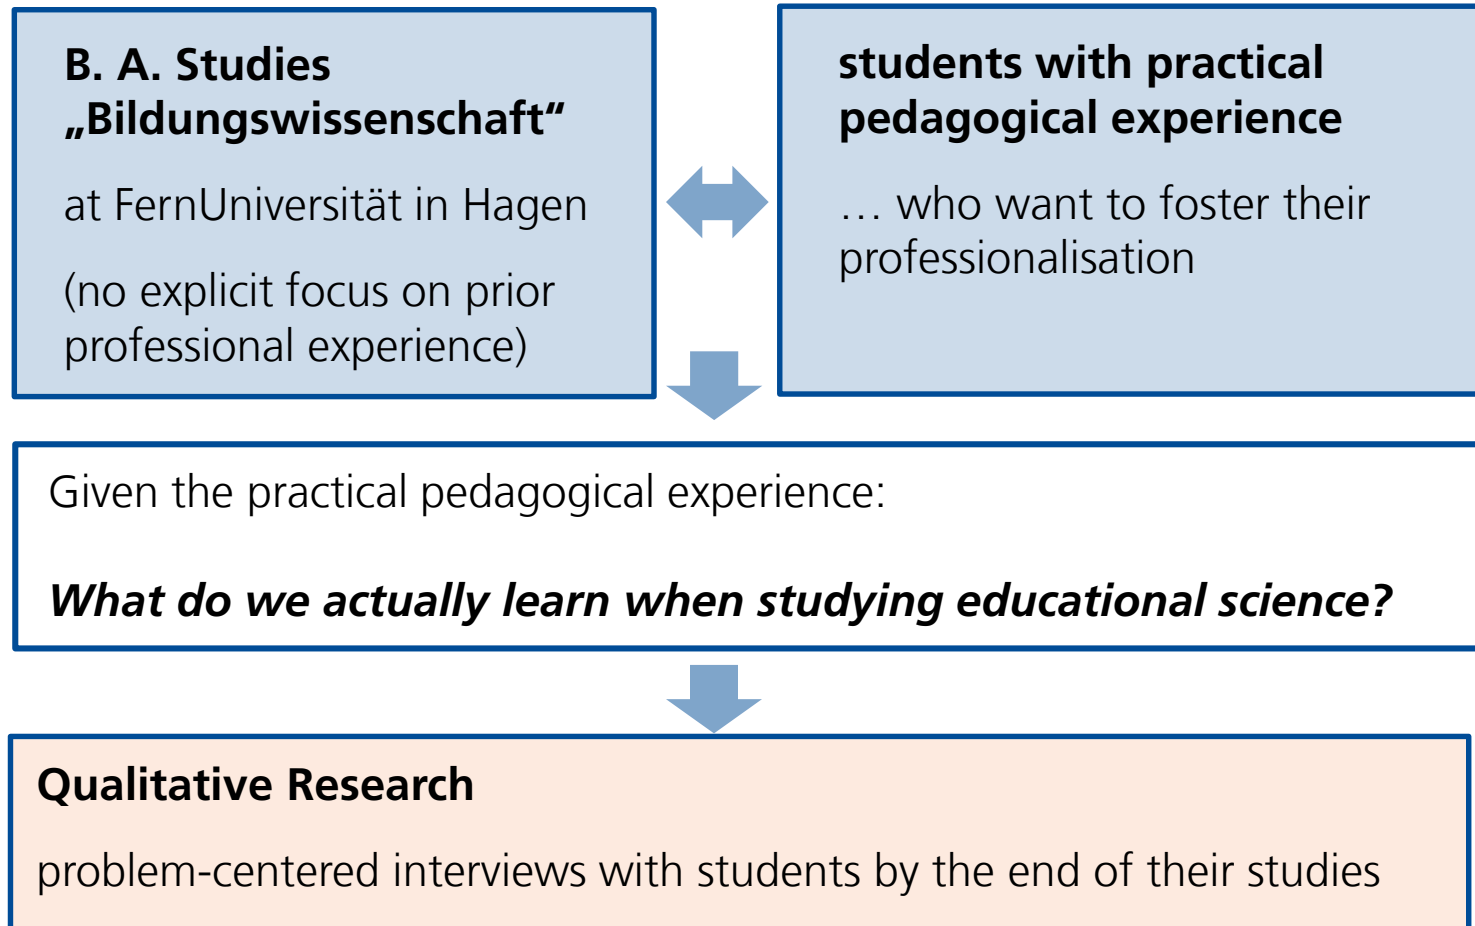 B. A. Studies
„Bildungswissenschaft“
at FernUniversität in Hagen
(no explicit focus on prior
professional experience)
students with practical
pedagogical experience
… who want to foster their
professionalisation
Given the practical pedagogical experience:
What do we actually learn when studying educational science?
Qualitative Research
problem-centered interviews with students by the end of their studies